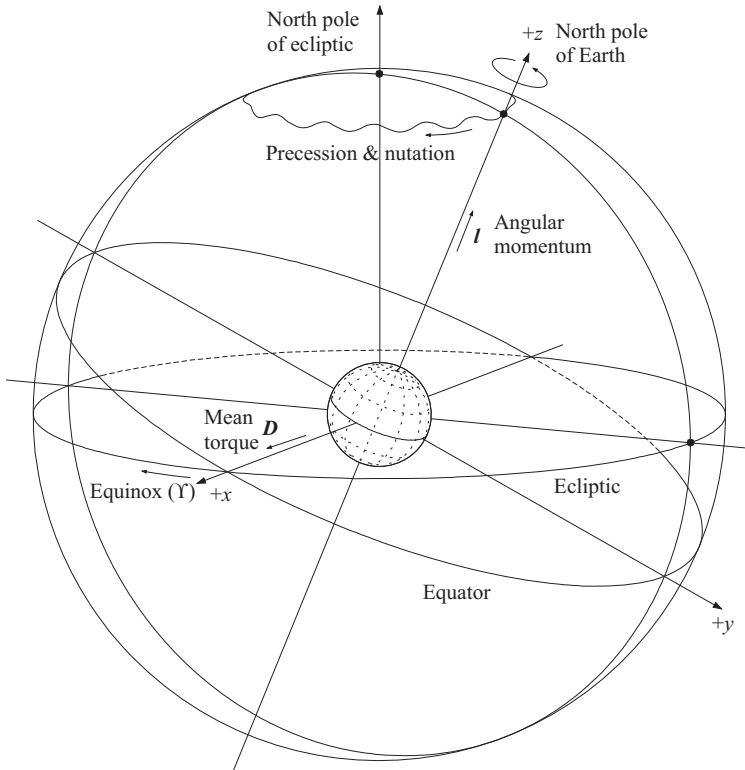 North pole
of ecliptic
+z
North pole
of Earth
Precession & nutation
l
Angular
momentum
Mean
torque
D
Equinox (ϒ)
+x
Ecliptic
Equator
+y